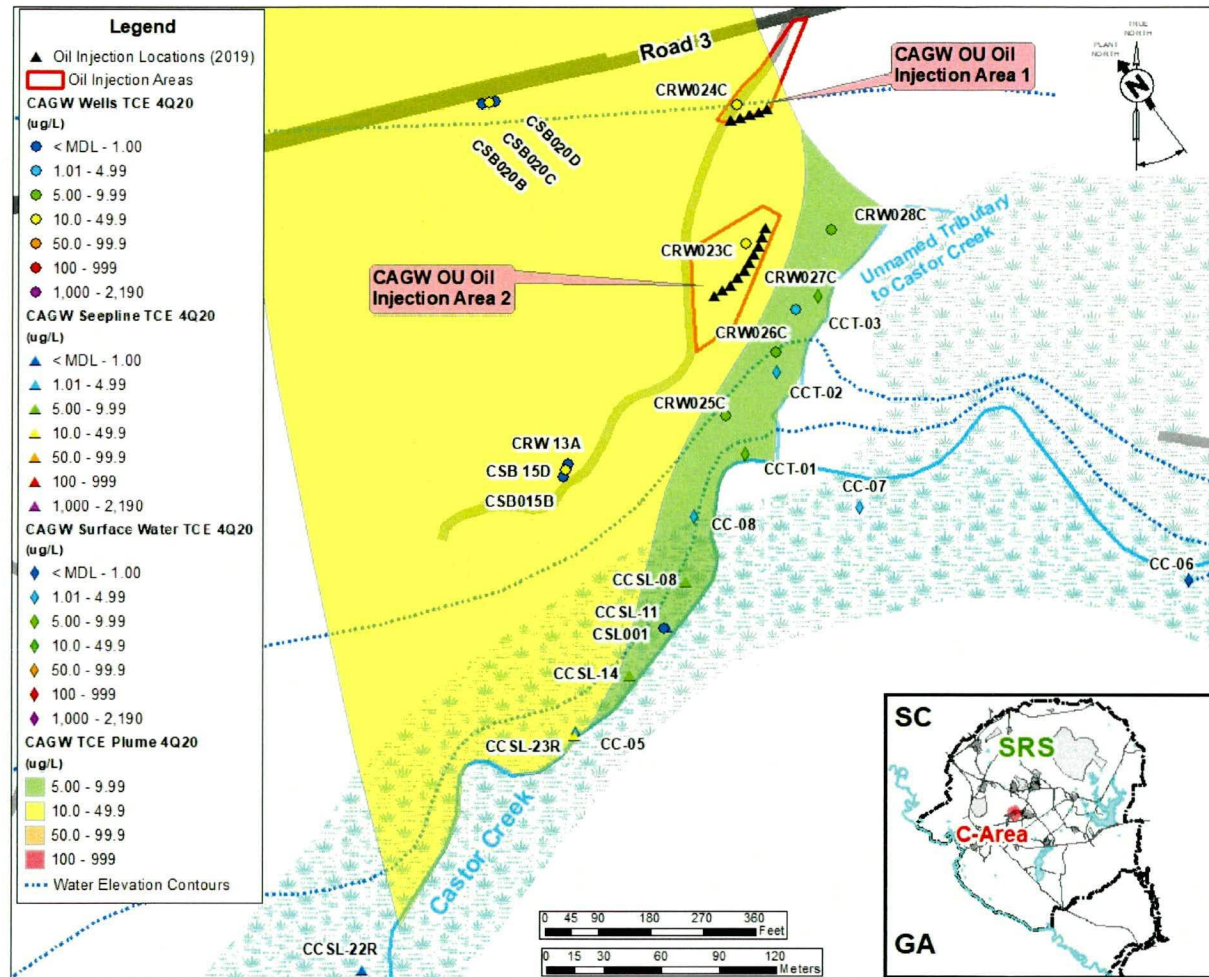 Legend
Oil Injection Locations (2019)
Oil Injection Areas
CAGW Wells TCE 4Q20
(ug/L)
< MDL - 1.00
1.01 - 4.99
5.00 - 9.99
10.0 - 49.9
50.0 - 99.9
100 - 999
1,000 - 2,190
CAGW Seepline TCE 4Q20
(ug/L)
< MDL - 1.00
1.01 - 4.99
5.00 - 9.99
10.0 - 49.9
50.0 - 99.9
100 - 999
1,000 - 2,190
CAGW Surface Water TCE 4Q20
(ug/L)
< MDL - 1.00
1.01 - 4.99
5.00 - 9.99
10.0 - 49.9
50.0 - 99.9
100 - 999
1,000 - 2,190
CAGW TCE Plume 4Q20
(ug/L)
5.00 - 9.99
10.0 - 49.9
50.0 - 99.9
100 - 999
Water Elevation Contours
Road 3
CAGW OU Oil
Injection Area 1
TRUE
NORTH
PLANT
NORTH
N
CRW024C
CSB020D
CSB020C
CSB020B
CRW028C
Unnamed Tributary
to Castor Creek
CRW023C
CAGW OU Oil
Injection Area 2
CRW027C
CCT-03
CRW026C
CCT-02
CRW025C
CRW 13A
CSB 15D
CSB015B
CCT-01
CC-07
CC-08
CC-06
CCSL-08
CCSL-11
CSL001
CCSL-14
CCSL-23R
CC-05
Castor Creek
CCSL-22R
0 45 90 180 270 360
Feet
0 15 30 60 90 120
Meters
SC
SRS
C-Area
GA